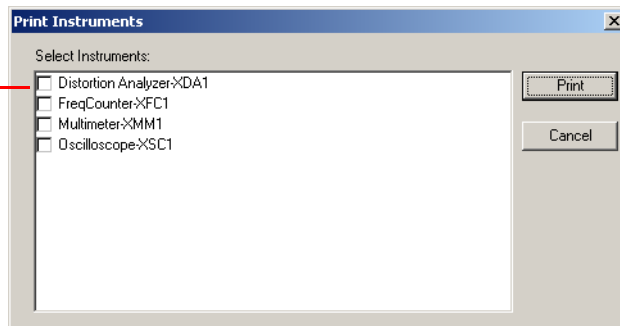 Print Instruments
Select Instruments:
Distortion Analyzer-XDA1
FreqCounter-XFC1
Multimeter-XMM1
Oscilloscope-XSC1
Print
Cancel